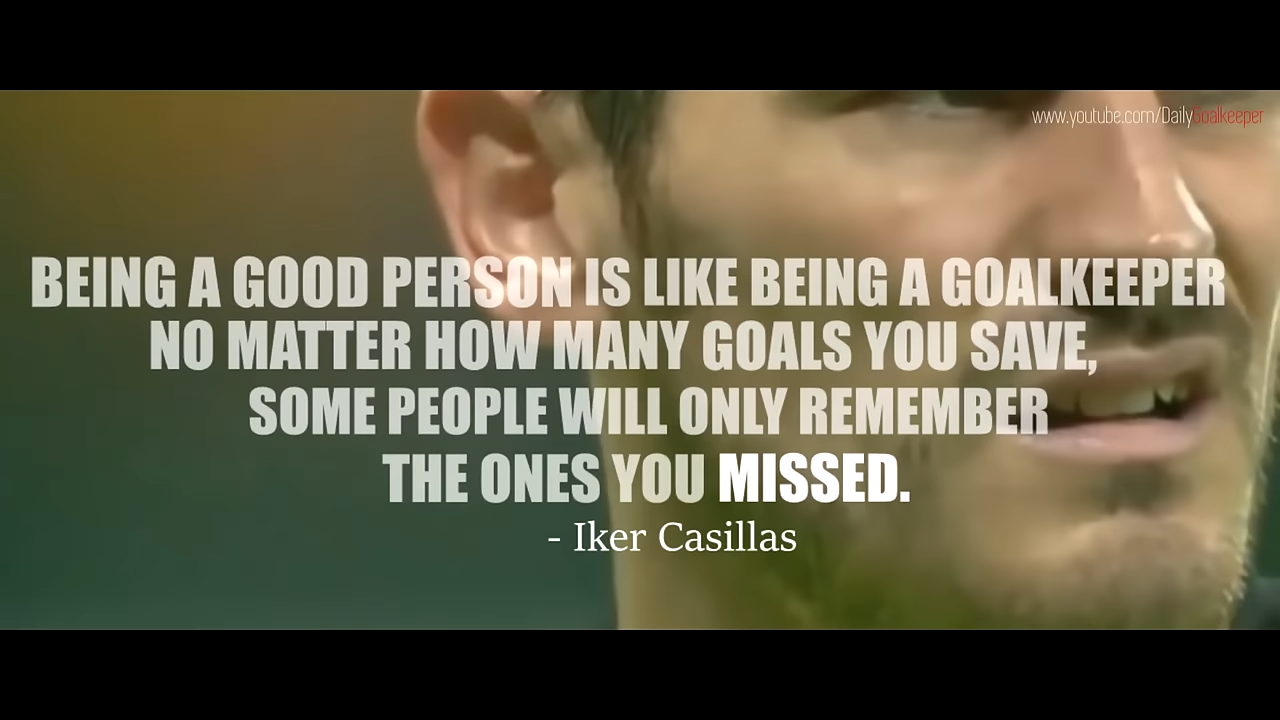 www.youtube.com/DailyGoalkeeper
BEING A GOOD PERSON IS LIKE BEING A GOALKEEPER
NO MATTER HOW MANY GOALS YOU SAVE,
SOME PEOPLE WILL ONLY REMEMBER
THE ONES YOU MISSED.
- Iker Casillas